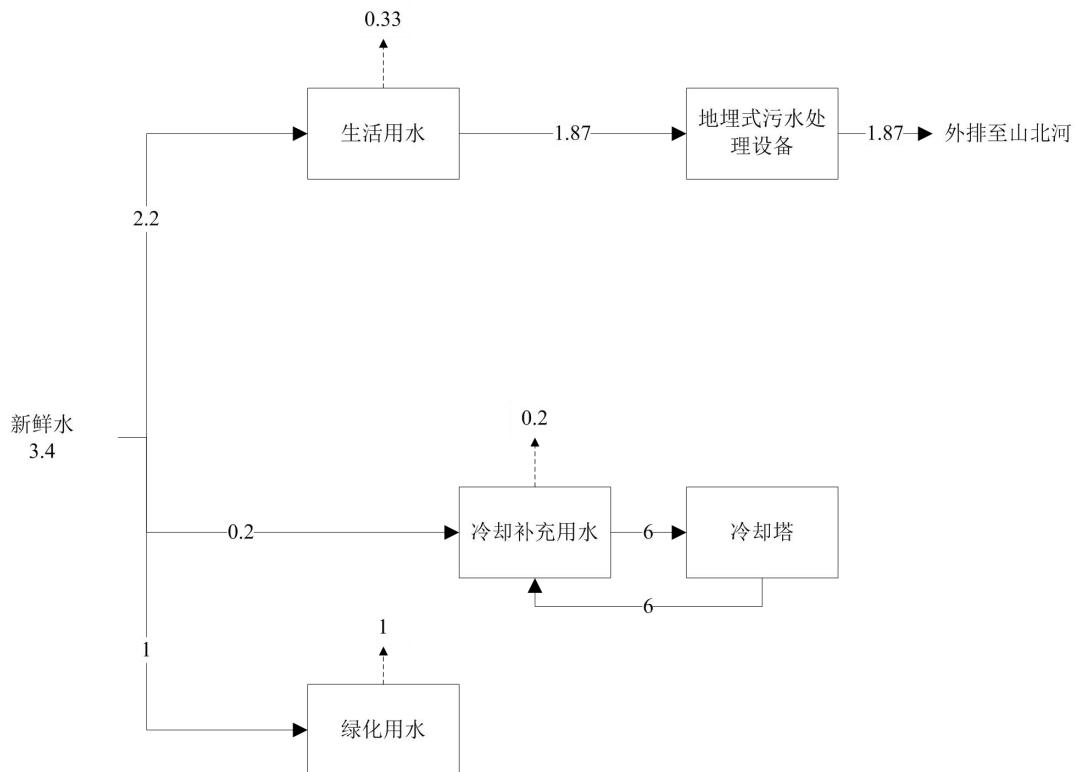 0.33
生活用水
1.87
地埋式污水处
理设备
1.87
外排至山北河
2.2
新鲜水
3.4
0.2
0.2
冷却补充用水
6
冷却塔
6
1
1
绿化用水